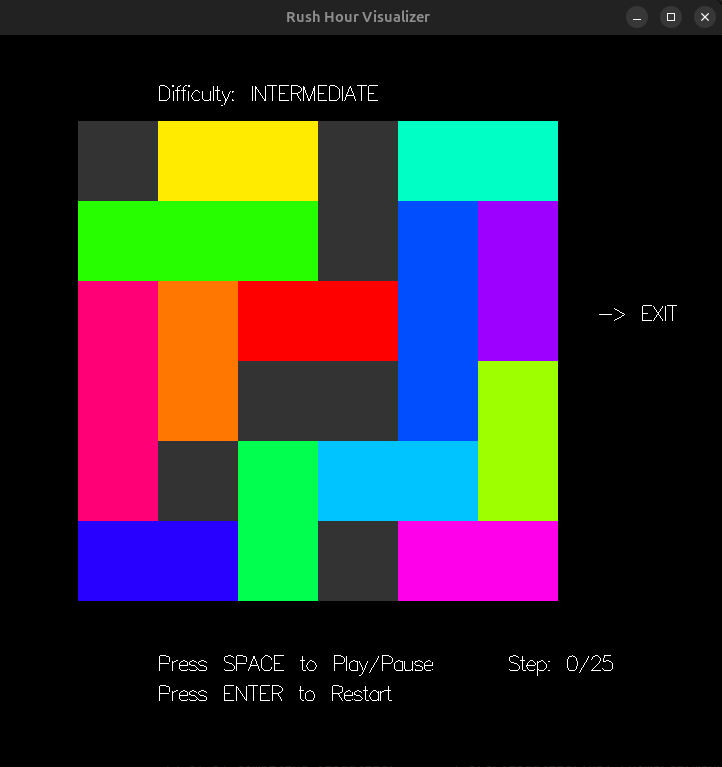 Rush Hour Visualizer
Difficulty: INTERMEDIATE
—> EXIT
Press SPACE to Play/Pause
Step: 0/25
Press ENTER to Restart